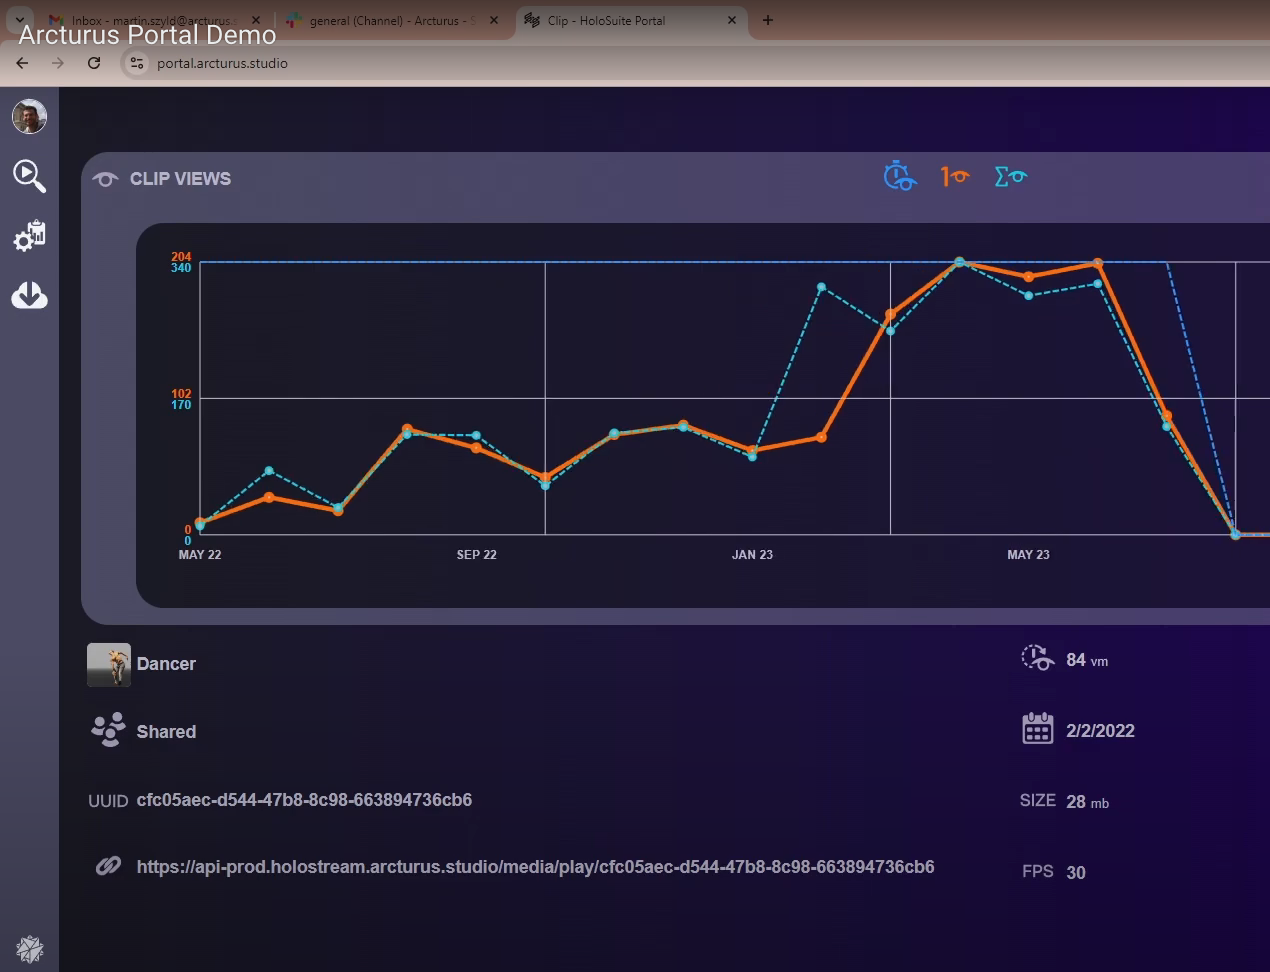 Inbox - martin.szyld@arcturus.s
general (Channel) - Arcturus - S
Clip - HoloSuite Portal
Arcturus Portal Demo
portal.arcturus.studio
CLIP VIEWS
1
Σ
204
340
102
170
0
0
MAY 22
SEP 22
JAN 23
MAY 23
Dancer
84 vm
Shared
2/2/2022
UUID cfc05aec-d544-47b8-8c98-663894736cb6
SIZE 28 mb
https://api-prod.holostream.arcturus.studio/media/play/cfc05aec-d544-47b8-8c98-663894736cb6
FPS 30